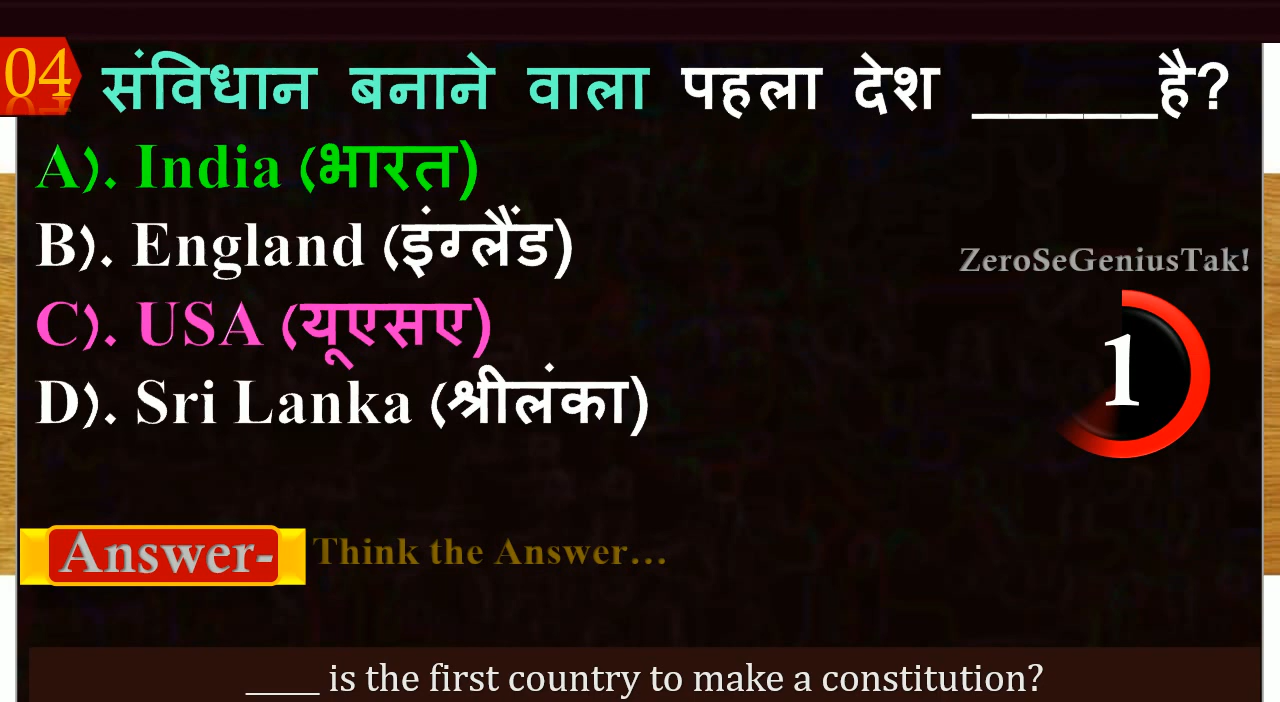 04 संविधान बनाने वाला पहला देश ______है?
A). India (भारत)
B). England (इंग्लैंड)
C). USA (यूएसए)
D). Sri Lanka (श्रीलंका)
ZeroSeGeniusTak!
1
Answer- Think the Answer...
____ is the first country to make a constitution?